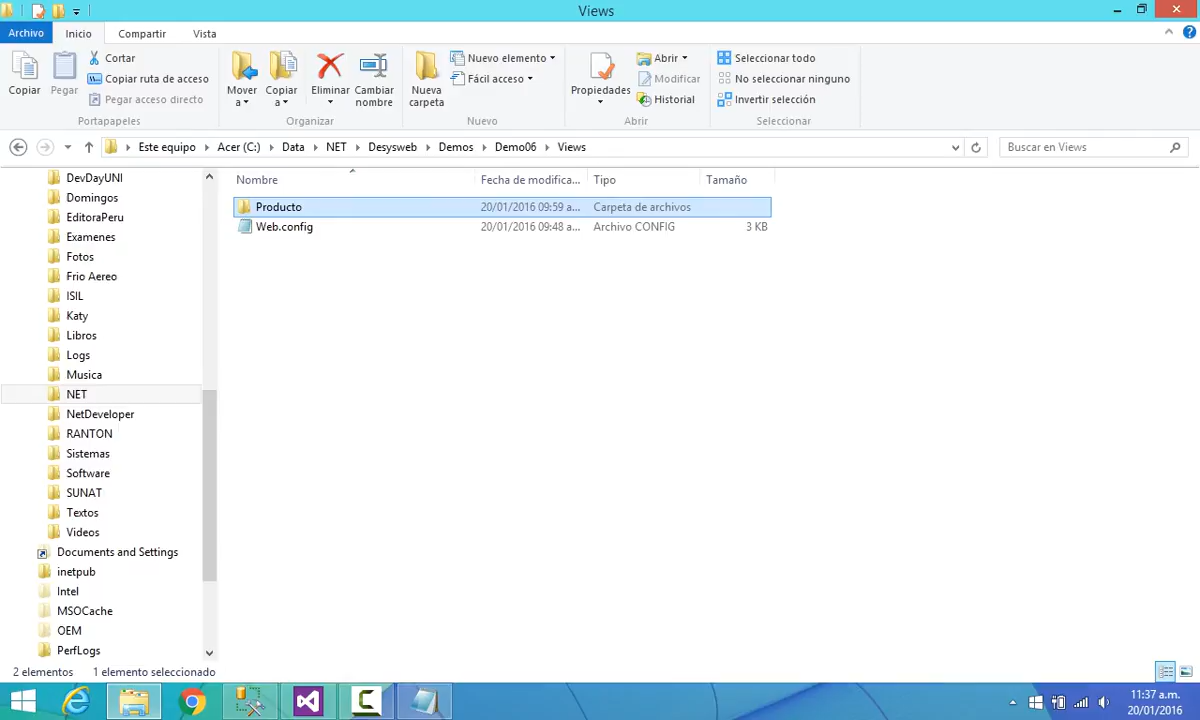 Views
Archivo Inicio Compartir Vista
Copiar
Pegar
Cortar
Copiar ruta de acceso
Pegar acceso directo
Portapapeles
Mover a
Copiar a
Eliminar
Cambiar nombre
Organizar
Nueva carpeta
Nuevo elemento
Fácil acceso
Nuevo
Propiedades
Abrir
Modificar
Historial
Abrir
Seleccionar todo
No seleccionar ninguno
Invertir selección
Seleccionar
Este equipo Acer (C:) Data NET Desysweb Demos Demo06 Views
Buscar en Views
DevDayUNI
Domingos
EditoraPeru
Examenes
Fotos
Frio Aereo
ISIL
Katy
Libros
Logs
Musica
NET
NetDeveloper
RANTON
Sistemas
Software
SUNAT
Textos
Videos
Documents and Settings
inetpub
Intel
MSOCache
OEM
PerfLogs
Nombre Fecha de modifica... Tipo Tamaño
Producto 20/01/2016 09:59 a... Carpeta de archivos
Web.config 20/01/2016 09:48 a... Archivo CONFIG 3 KB
2 elementos 1 elemento seleccionado
11:37 a.m.
20/01/2016